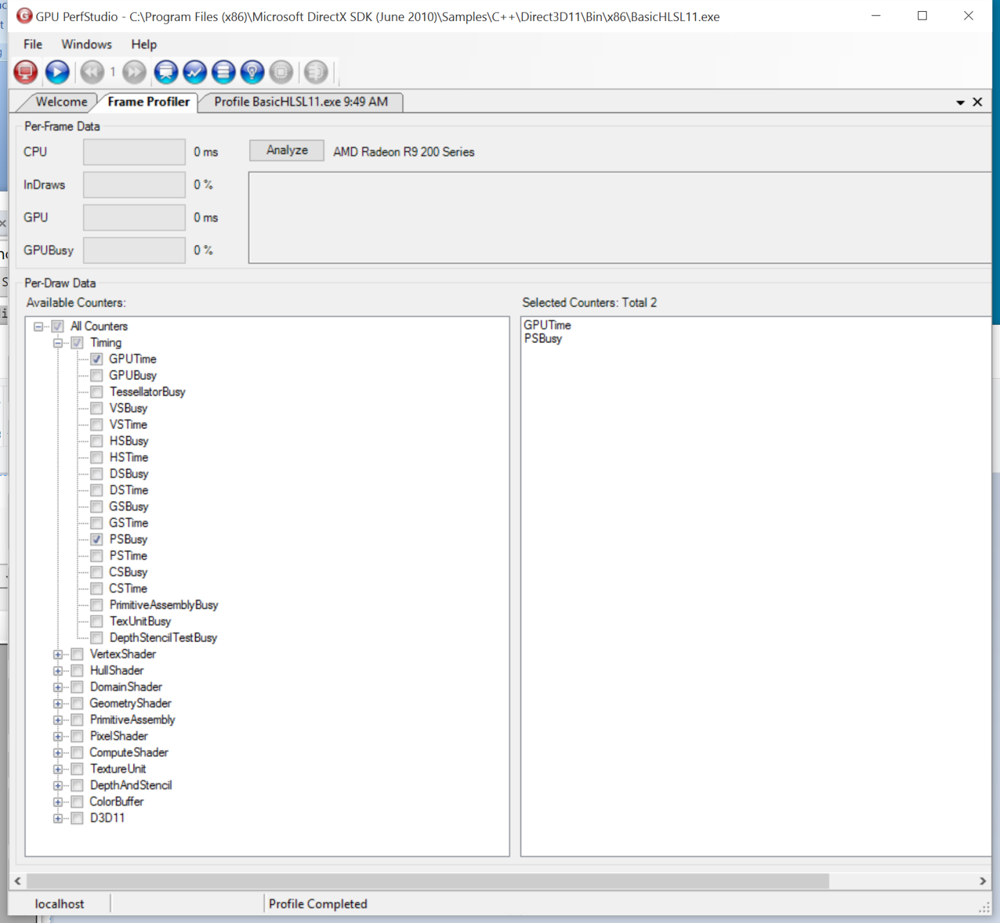 GPU PerfStudio - C:\Program Files (x86)\Microsoft DirectX SDK (June 2010)\Samples\C++\Direct3D11\Bin\x86\BasicHLSL11.exe
File Windows Help
1
Welcome Frame Profiler Profile BasicHLSL11.exe 9:49 AM
Per-Frame Data
CPU 0 ms Analyze AMD Radeon R9 200 Series
InDraws 0 %
GPU 0 ms
GPUBusy 0 %
Per-Draw Data
Available Counters: Selected Counters: Total 2
All Counters GPUTime
PSBusy
Timing
GPUTime
GPUBusy
TessellatorBusy
VSBusy
VSTime
HSBusy
HSTime
DSBusy
DSTime
GSBusy
GSTime
PSBusy
PSTime
CSBusy
CSTime
PrimitiveAssemblyBusy
TexUnitBusy
DepthStencilTestBusy
VertexShader
HullShader
DomainShader
GeometryShader
PrimitiveAssembly
PixelShader
ComputeShader
TextureUnit
DepthAndStencil
ColorBuffer
D3D11
localhost Profile Completed